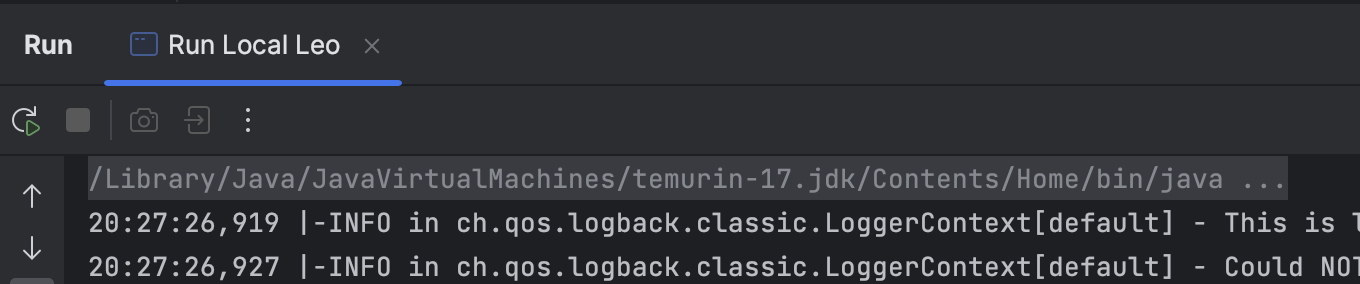 Run Run Local Leo
/Library/Java/JavaVirtualMachines/temurin-17.jdk/Contents/Home/bin/java ...
20:27:26,919 |-INFO in ch.qos.logback.classic.LoggerContext[default] - This is
20:27:26,927 |-INFO in ch.qos.logback.classic.LoggerContext[default] - Could NOT